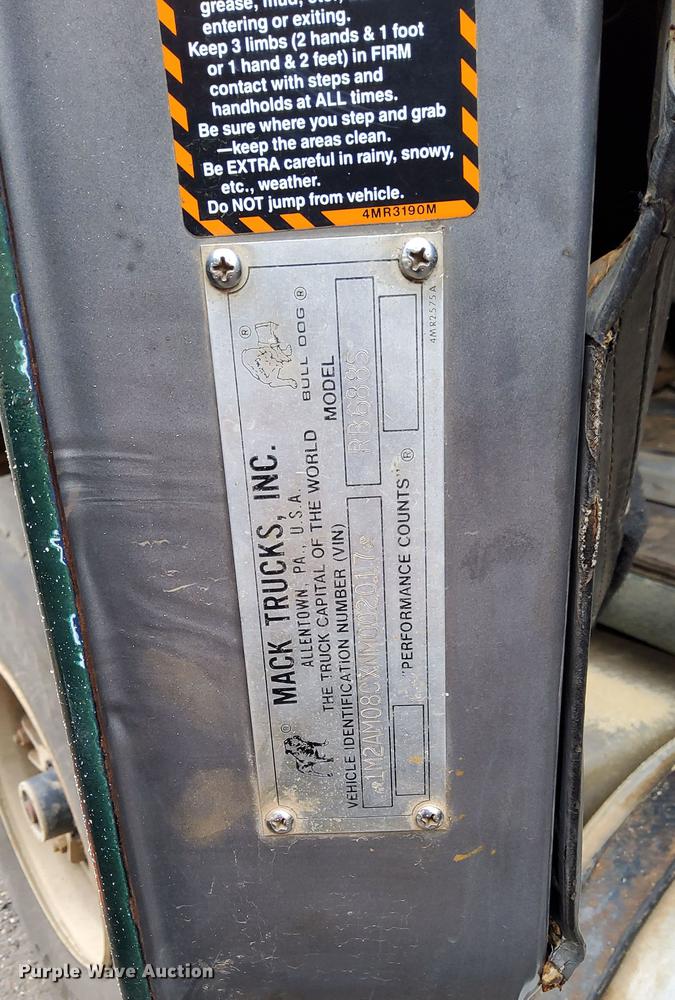 grease, mud,
entering or exiting.
Keep 3 limbs (2 hands & 1 foot
or 1 hand & 2 feet) in FIRM
contact with steps and
handholds at ALL times.
Be sure where you step and grab
—keep the areas clean.
Be EXTRA careful in rainy, snowy,
etc., weather.
Do NOT jump from vehicle.
4MR3190M
®
BULL DOG ®
MACK TRUCKS, INC.
ALLENTOWN, PA., U.S.A.
THE TRUCK CAPITAL OF THE WORLD
®
VEHICLE IDENTIFICATION NUMBER (VIN)
MODEL
RB688S
"PERFORMANCE COUNTS" ®
4MR2575A
Purple Wave Auction